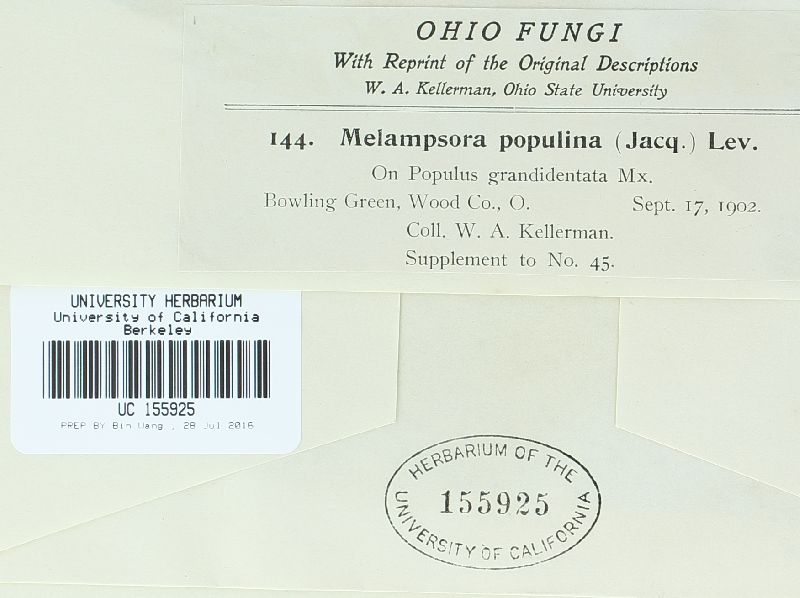 OHIO FUNGI
With Reprint of the Original Descriptions
W. A. Kellerman, Ohio State University
144. Melampsora populina (Jacq.) Lev.
On Populus grandidentata Mx.
Bowling Green, Wood Co., O. Sept. 17, 1902.
Coll. W. A. Kellerman.
Supplement to No. 45.
UNIVERSITY HERBARIUM
University of California
Berkeley
UC 155925
PREP BY Bin Wang , 28 Jul 2016
HERBARIUM OF THE
155925
UNIVERSITY OF CALIFORNIA